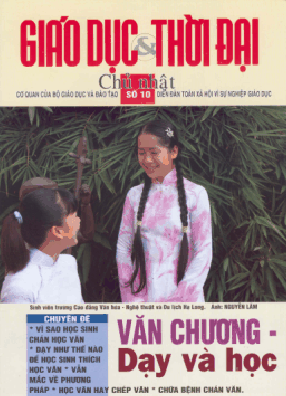 GIÁO DỤC & THỜI ĐẠI
Chủ nhật
CƠ QUAN CỦA BỘ GIÁO DỤC VÀ ĐÀO TẠO SỐ 10 DIỄN ĐÀN TOÀN XÃ HỘI VÌ SỰ NGHIỆP GIÁO DỤC
Sinh viên trường Cao đẳng Văn hóa - Nghệ thuật và Du lịch Hạ Long. Ảnh: NGUYỄN LÂM
CHUYÊN ĐỀ
* VÌ SAO HỌC SINH
CHÁN HỌC VĂN
* DẠY NHƯ THẾ NÀO
ĐỂ HỌC SINH THÍCH
HỌC VĂN * VĂN
MẮC VỀ PHƯƠNG
PHÁP * HỌC VĂN HAY CHÉP VĂN * CHỮA BỆNH CHÁN VĂN.
VĂN CHƯƠNG -
Dạy và học